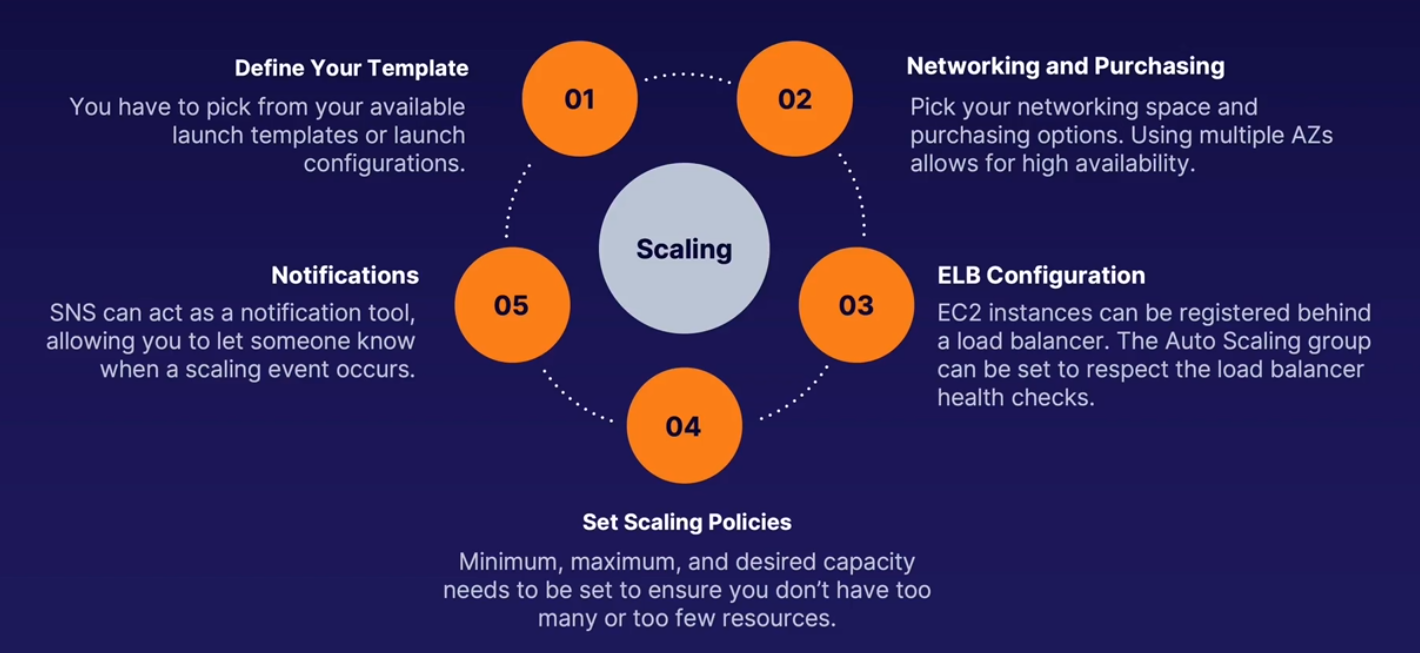 01
Define Your Template
You have to pick from your available
launch templates or launch
configurations.
02
Networking and Purchasing
Pick your networking space and
purchasing options. Using multiple AZs
allows for high availability.
Scaling
03
ELB Configuration
EC2 instances can be registered behind
a load balancer. The Auto Scaling group
can be set to respect the load balancer
health checks.
04
Set Scaling Policies
Minimum, maximum, and desired capacity
needs to be set to ensure you don’t have too
many or too few resources.
05
Notifications
SNS can act as a notification tool,
allowing you to let someone know
when a scaling event occurs.